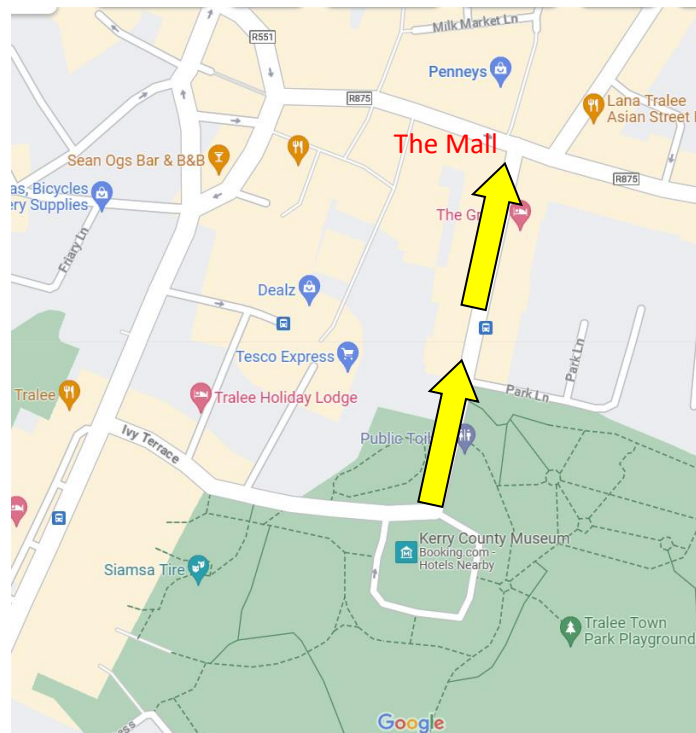 Milk Market Ln
R551
Penneys
R875
Lana Tralee
Asian Street
The Mall
Sean Ogs Bar & B&B
R875
as, Bicycles
ery Supplies
The Gr
Friary Ln
Dealz
Tesco Express
Park Ln
Park Ln
Tralee
Tralee Holiday Lodge
Ivy Terrace
Public Toil
Kerry County Museum
Booking.com -
Hotels Nearby
Siamsa Tire
Tralee Town
Park Playground
Google